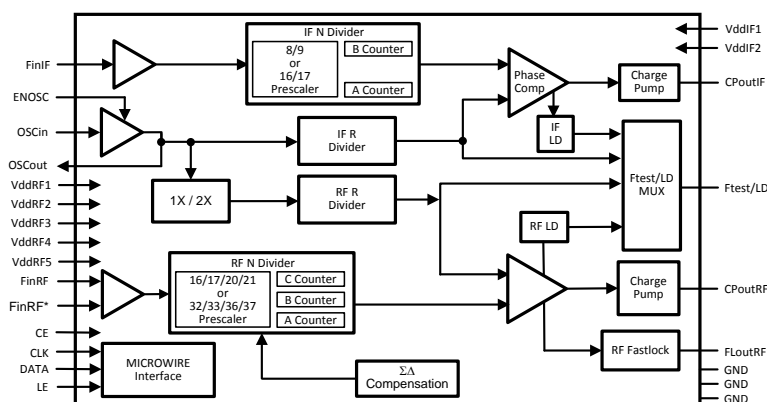 IF N Divider
8/9
or
16/17
Prescaler
B Counter
A Counter
FinIF
ENOSC
OSCin
OSCout
VddRF1
VddRF2
VddRF3
VddRF4
VddRF5
FinRF
FinRF*
CE
CLK
DATA
LE
Phase
Comp
Charge
Pump
IF
LD
IF R
Divider
1X / 2X
RF R
Divider
Ftest/LD
MUX
RF LD
RF N Divider
16/17/20/21
or
32/33/36/37
Prescaler
C Counter
B Counter
A Counter
Charge
Pump
RF Fastlock
MICROWIRE
Interface
ΣΔ
Compensation
VddIF1
VddIF2
CPoutIF
Ftest/LD
CPoutRF
FLoutRF
GND
GND
GND